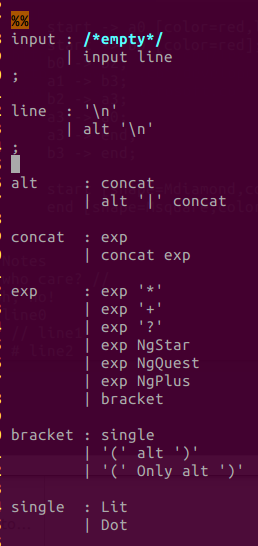 %%
input : /*empty*/
| input line
;
line : '\n'
| alt '\n'
;
alt : concat
| alt '|' concat
concat : exp
| concat exp
exp : exp '*'
| exp '+'
| exp '?'
| exp NgStar
| exp NgQuest
| exp NgPlus
| bracket
bracket : single
| '(' alt ')'
| '(' Only alt ')'
single : Lit
| Dot